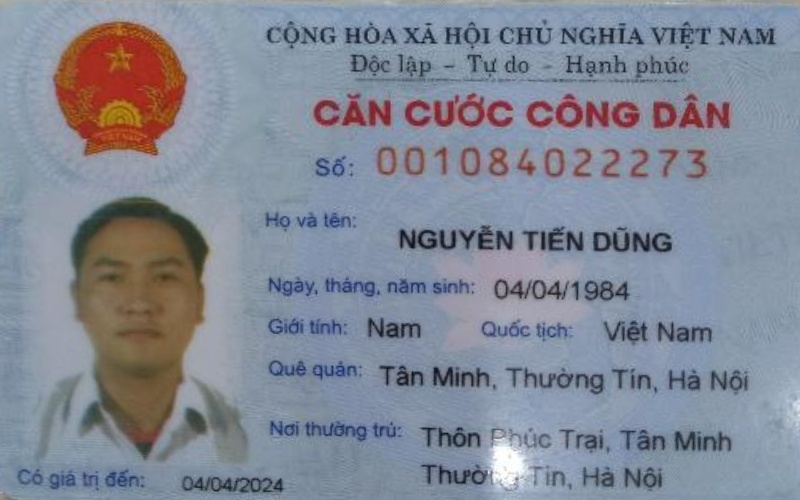 CỘNG HÒA XÃ HỘI CHỦ NGHĨA VIỆT NAM
Độc lập - Tự do - Hạnh phúc
CĂN CƯỚC CÔNG DÂN
Số: 001084022273
Họ và tên:
NGUYỄN TIẾN DŨNG
Ngày, tháng, năm sinh: 04/04/1984
Giới tính: Nam Quốc tịch: Việt Nam
Quê quán: Tân Minh, Thường Tín, Hà Nội
Nơi thường trú: Thôn Phúc Trại, Tân Minh
Thường Tín, Hà Nội
Có giá trị đến: 04/04/2024